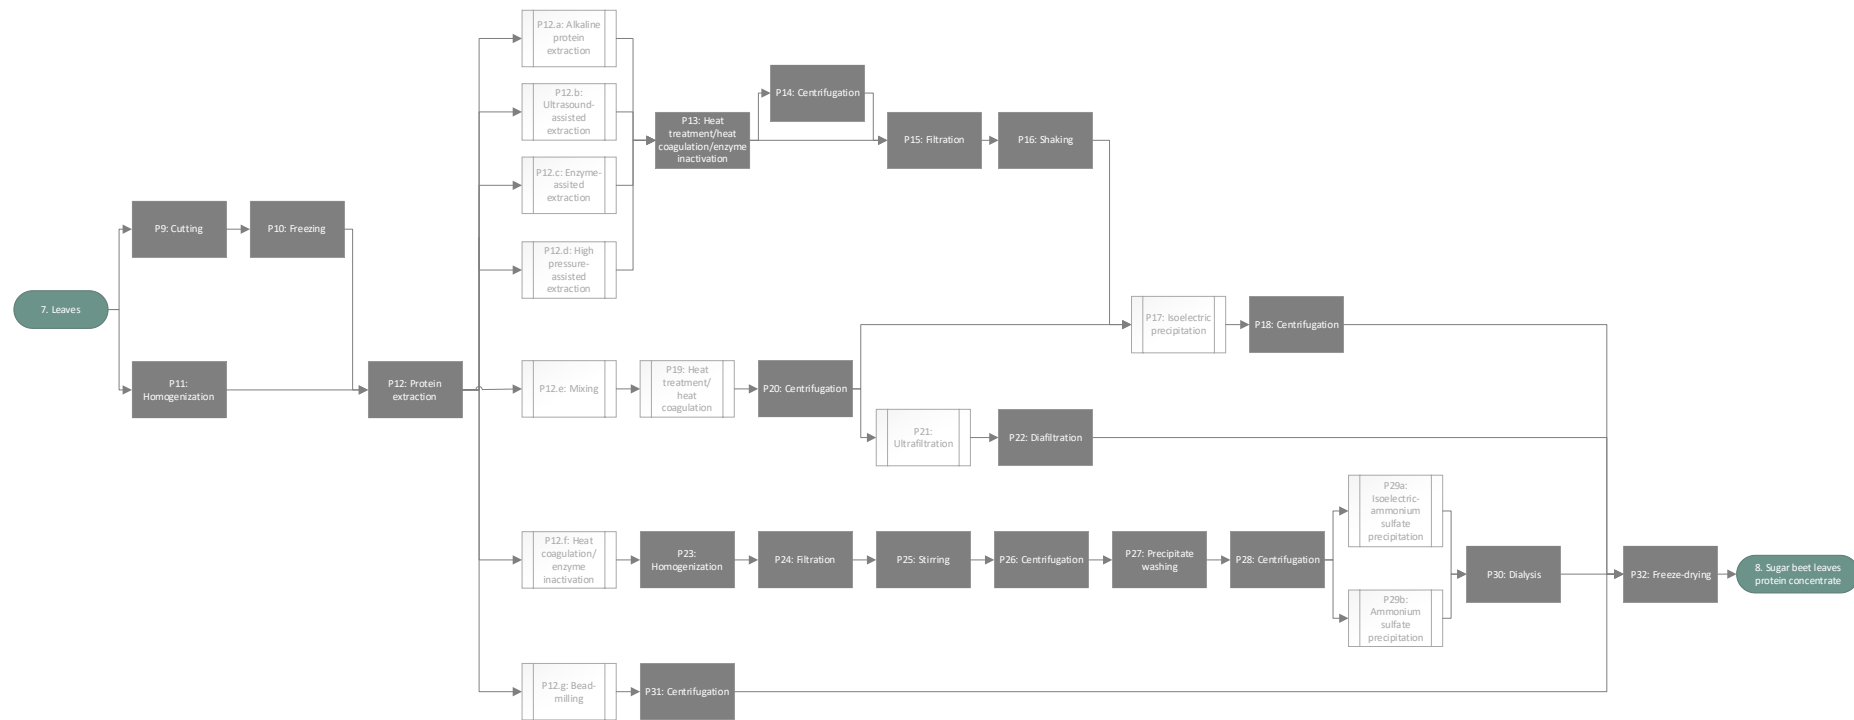 P12.a: Alkaline
protein
extraction
P12.b:
Ultrasound-
assisted
extraction
P12.c: Enzyme-
assited
extraction
P12.d: High
pressure-
assisted
extraction
P13: Heat
treatment/heat
coagulation/enzyme
inactivation
P14: Centrifugation
P15: Filtration
P16: Shaking
P9: Cutting
P10: Freezing
7. Leaves
P11:
Homogenization
P12: Protein
extraction
P17: Isoelectric
precipitation
P18: Centrifugation
P12.e: Mixing
P19: Heat
treatment/
heat
coagulation
P20: Centrifugation
P21:
Ultrafiltration
P22: Diafiltration
P12.f: Heat
coagulation/
enzyme
inactivation
P23:
Homogenization
P24: Filtration
P25: Stirring
P26: Centrifugation
P27: Precipitate
washing
P28: Centrifugation
P29a:
Isoelectric-
ammonium
sulfate
precipitation
P29b:
Ammonium
sulfate
precipitation
P30: Dialysis
P32: Freeze-drying
8. Sugar beet leaves
protein concentrate
P12.g: Bead-
milling
P31: Centrifugation